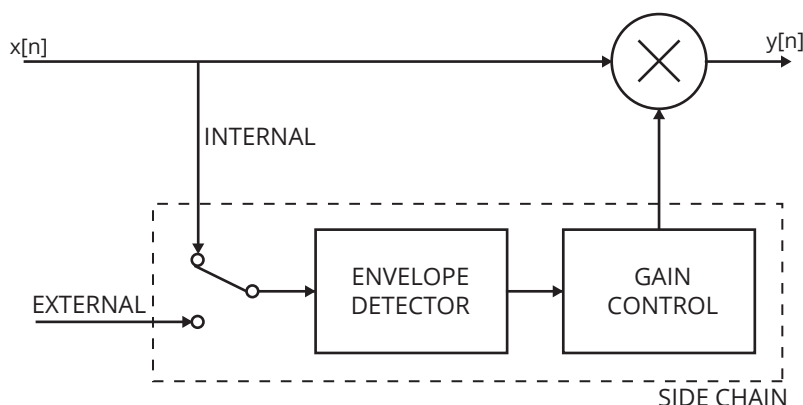 x[n]
y[n]
INTERNAL
ENVELOPE
DETECTOR
GAIN
CONTROL
EXTERNAL
SIDE CHAIN